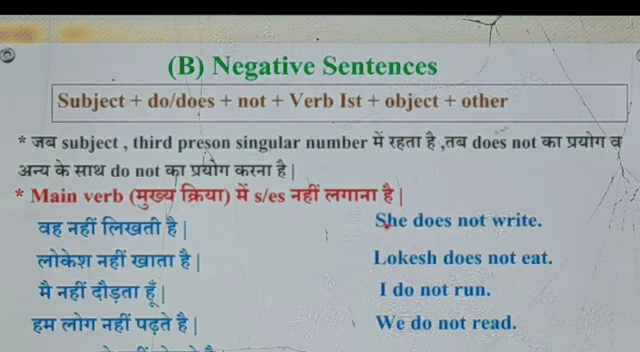 (B) Negative Sentences
Subject + do/does + not + Verb Ist + object + other
* जब subject , third preson singular number में रहता है ,तब does not का प्रयोग व
अन्य के साथ do not का प्रयोग करना है |
* Main verb (मुख्य क्रिया) में s/es नहीं लगाना है |
वह नहीं लिखती है | She does not write.
लोकेश नहीं खाता है | Lokesh does not eat.
मै नहीं दौड़ता हूँ | I do not run.
हम लोग नहीं पढ़ते है | We do not read.